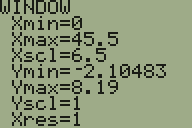 WINDOW
Xmin=0
Xmax=45.5
Xscl=6.5
Ymin=-2.10483
Ymax=8.19
Yscl=1
Xres=1